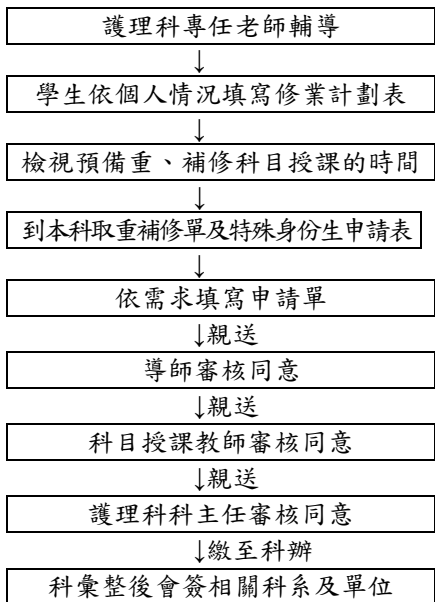 護理科專任老師輔導
↓
學生依個人情況填寫修業計劃表
↓
檢視預備重、補修科目授課的時間
↓
到本科取重補修單及特殊身份生申請表
↓
依需求填寫申請單
↓親送
導師審核同意
↓親送
科目授課教師審核同意
↓親送
護理科科主任審核同意
↓繳至科辦
科彙整後會簽相關科系及單位